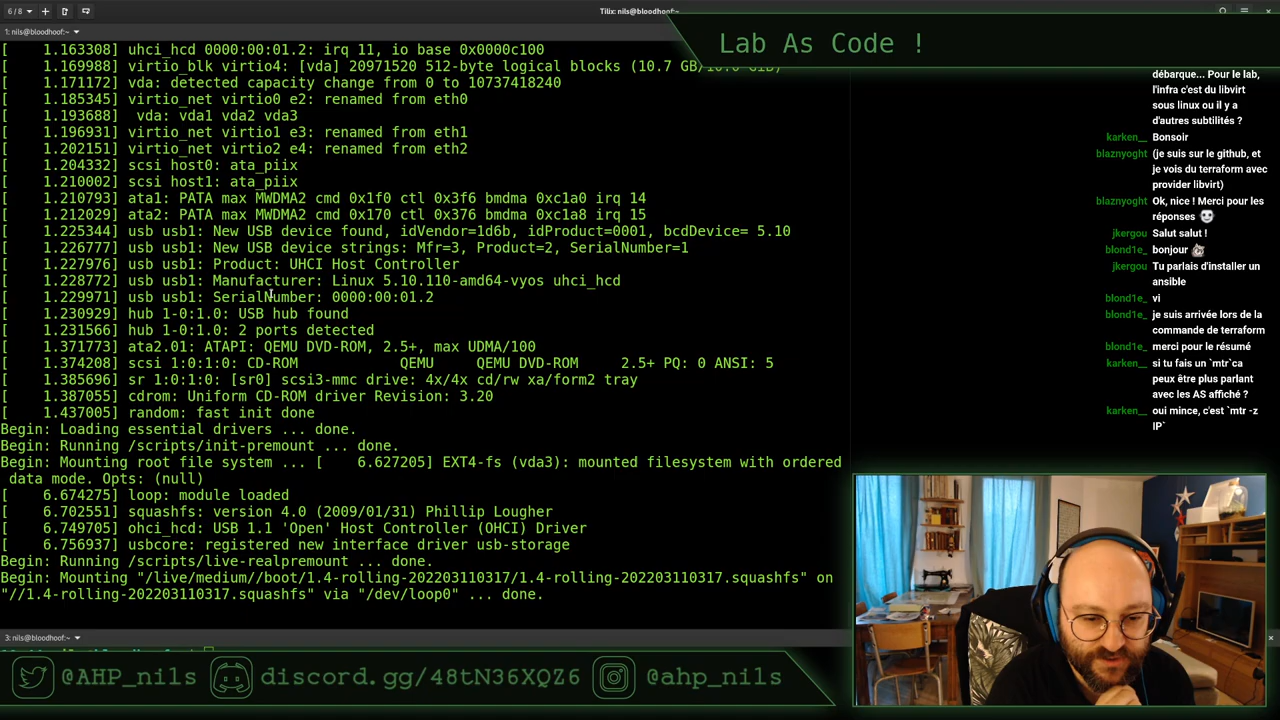 6 / 8
Tilix: nils@bloodhoof:~
1: nils@bloodhoof:~
Lab As Code !
[    1.163308] uhci_hcd 0000:00:01.2: irq 11, io base 0x0000c100
[    1.169988] virtio_blk virtio4: [vda] 20971520 512-byte logical blocks (10.7 GB/10.0 GiB)
[    1.171172] vda: detected capacity change from 0 to 10737418240
[    1.185345] virtio_net virtio0 e2: renamed from eth0
[    1.193688]  vda: vda1 vda2 vda3
[    1.196931] virtio_net virtio1 e3: renamed from eth1
[    1.202151] virtio_net virtio2 e4: renamed from eth2
[    1.204332] scsi host0: ata_piix
[    1.210002] scsi host1: ata_piix
[    1.210793] ata1: PATA max MWDMA2 cmd 0x1f0 ctl 0x3f6 bmdma 0xc1a0 irq 14
[    1.212029] ata2: PATA max MWDMA2 cmd 0x170 ctl 0x376 bmdma 0xc1a8 irq 15
[    1.225344] usb usb1: New USB device found, idVendor=1d6b, idProduct=0001, bcdDevice= 5.10
[    1.226777] usb usb1: New USB device strings: Mfr=3, Product=2, SerialNumber=1
[    1.227976] usb usb1: Product: UHCI Host Controller
[    1.228772] usb usb1: Manufacturer: Linux 5.10.110-amd64-vyos uhci_hcd
[    1.229971] usb usb1: SerialNumber: 0000:00:01.2
[    1.230929] hub 1-0:1.0: USB hub found
[    1.231566] hub 1-0:1.0: 2 ports detected
[    1.371773] ata2.01: ATAPI: QEMU DVD-ROM, 2.5+, max UDMA/100
[    1.374208] scsi 1:0:1:0: CD-ROM            QEMU     QEMU DVD-ROM     2.5+ PQ: 0 ANSI: 5
[    1.385696] sr 1:0:1:0: [sr0] scsi3-mmc drive: 4x/4x cd/rw xa/form2 tray
[    1.387055] cdrom: Uniform CD-ROM driver Revision: 3.20
[    1.437005] random: fast init done
Begin: Loading essential drivers ... done.
Begin: Running /scripts/init-premount ... done.
Begin: Mounting root file system ... [    6.627205] EXT4-fs (vda3): mounted filesystem with ordered
data mode. Opts: (null)
[    6.674275] loop: module loaded
[    6.702551] squashfs: version 4.0 (2009/01/31) Phillip Lougher
[    6.749705] ohci_hcd: USB 1.1 'Open' Host Controller (OHCI) Driver
[    6.756937] usbcore: registered new interface driver usb-storage
Begin: Running /scripts/live-realpremount ... done.
Begin: Mounting "/live/medium//boot/1.4-rolling-202203110317/1.4-rolling-202203110317.squashfs" on
"//1.4-rolling-202203110317.squashfs" via "/dev/loop0" ... done.
3: nils@bloodhoof:~
débarque... Pour le lab,
l'infra c'est du libvirt
sous linux ou il y a
d'autres subtilités ?
karken__ Bonsoir
blaznyoght (je suis sur le github, et
je vois du terraform avec
provider libvirt)
blaznyoght Ok, nice ! Merci pour les
réponses
jkergou Salut salut !
blond1e_ bonjour
jkergou Tu parlais d'installer un
ansible
blond1e_ vi
blond1e_ je suis arrivée lors de la
commande de terraform
blond1e_ merci pour le résumé
karken__ si tu fais un `mtr`ca
peux être plus parlant
avec les AS affiché ?
karken__ oui mince, c'est `mtr -z
IP`
@AHP_nils
discord.gg/48tN36XQZ6
@ahp_nils